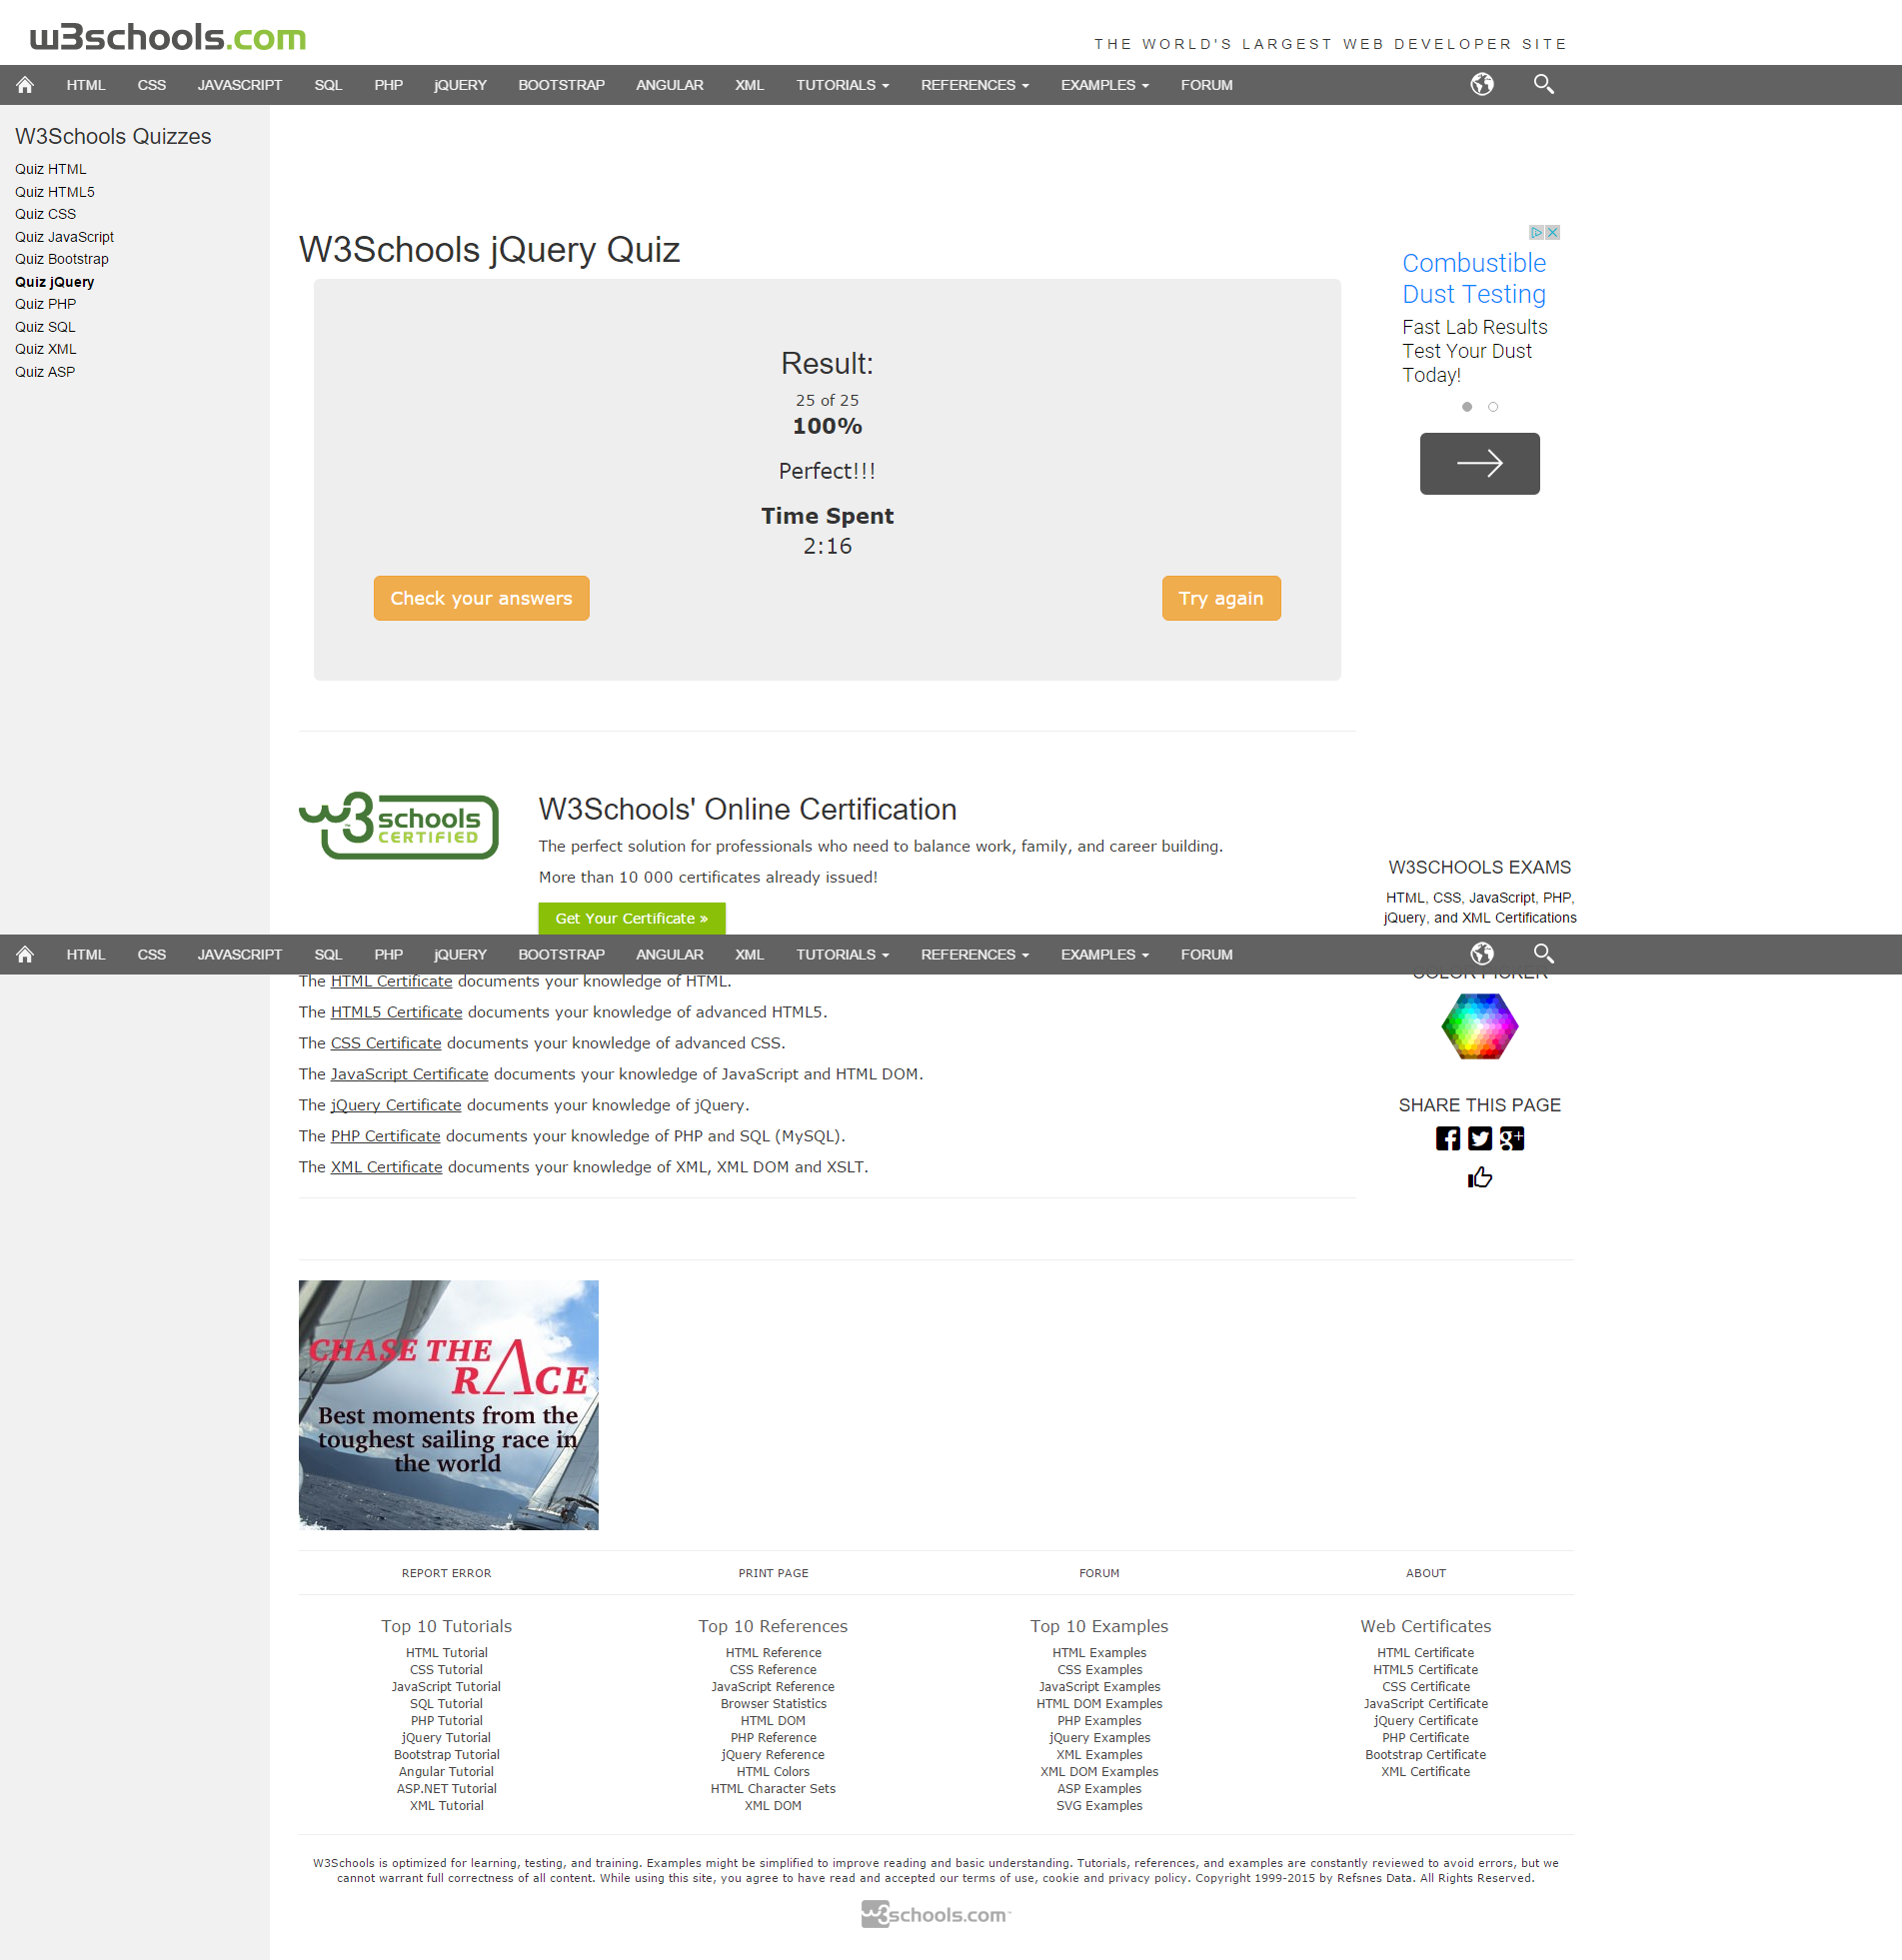 w3schools.com
THE WORLD'S LARGEST WEB DEVELOPER SITE
HTML CSS JAVASCRIPT SQL PHP jQUERY BOOTSTRAP ANGULAR XML TUTORIALS REFERENCES EXAMPLES FORUM
W3Schools Quizzes
Quiz HTML
Quiz HTML5
Quiz CSS
Quiz JavaScript
Quiz Bootstrap
Quiz jQuery
Quiz PHP
Quiz SQL
Quiz XML
Quiz ASP
W3Schools jQuery Quiz
Result:
25 of 25
100%
Perfect!!!
Time Spent
2:16
Check your answers
Try again
Combustible
Dust Testing
Fast Lab Results
Test Your Dust
Today!
w3schools
CERTIFIED
W3Schools' Online Certification
The perfect solution for professionals who need to balance work, family, and career building.
More than 10 000 certificates already issued!
Get Your Certificate »
W3SCHOOLS EXAMS
HTML, CSS, JavaScript, PHP,
jQuery, and XML Certifications
HTML CSS JAVASCRIPT SQL PHP jQUERY BOOTSTRAP ANGULAR XML TUTORIALS REFERENCES EXAMPLES FORUM
COLOR PICKER
The HTML Certificate documents your knowledge of HTML.
The HTML5 Certificate documents your knowledge of advanced HTML5.
The CSS Certificate documents your knowledge of advanced CSS.
The JavaScript Certificate documents your knowledge of JavaScript and HTML DOM.
The jQuery Certificate documents your knowledge of jQuery.
The PHP Certificate documents your knowledge of PHP and SQL (MySQL).
The XML Certificate documents your knowledge of XML, XML DOM and XSLT.
SHARE THIS PAGE
CHASE THE
RACE
Best moments from the
toughest sailing race in
the world
REPORT ERROR
PRINT PAGE
FORUM
ABOUT
Top 10 Tutorials
HTML Tutorial
CSS Tutorial
JavaScript Tutorial
SQL Tutorial
PHP Tutorial
jQuery Tutorial
Bootstrap Tutorial
Angular Tutorial
ASP.NET Tutorial
XML Tutorial
Top 10 References
HTML Reference
CSS Reference
JavaScript Reference
Browser Statistics
HTML DOM
PHP Reference
jQuery Reference
HTML Colors
HTML Character Sets
XML DOM
Top 10 Examples
HTML Examples
CSS Examples
JavaScript Examples
HTML DOM Examples
PHP Examples
jQuery Examples
XML Examples
XML DOM Examples
ASP Examples
SVG Examples
Web Certificates
HTML Certificate
HTML5 Certificate
CSS Certificate
JavaScript Certificate
jQuery Certificate
PHP Certificate
Bootstrap Certificate
XML Certificate
W3Schools is optimized for learning, testing, and training. Examples might be simplified to improve reading and basic understanding. Tutorials, references, and examples are constantly reviewed to avoid errors, but we
cannot warrant full correctness of all content. While using this site, you agree to have read and accepted our terms of use, cookie and privacy policy. Copyright 1999-2015 by Refsnes Data. All Rights Reserved.
w3schools.com